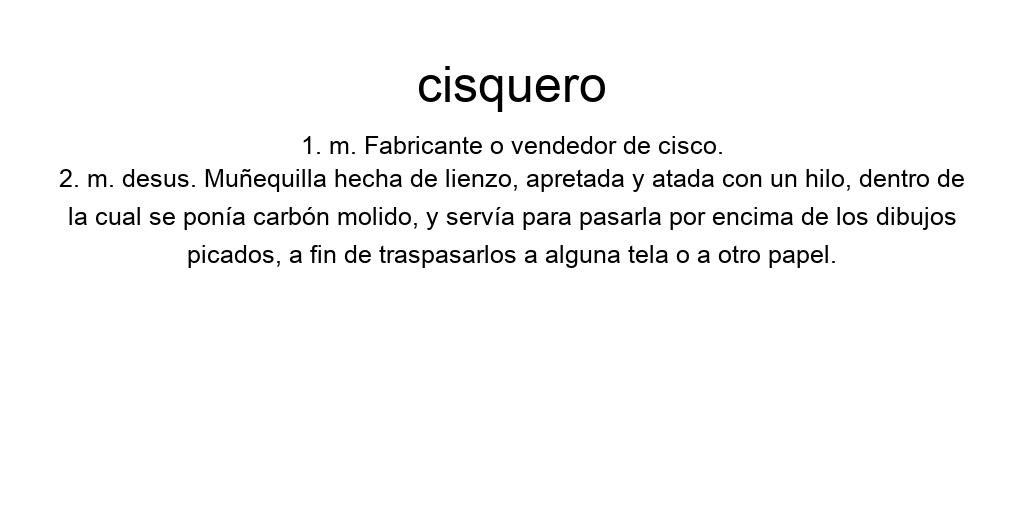 cisquero
1. m. Fabricante o vendedor de cisco.
2. m. desus. Muñequilla hecha de lienzo, apretada y atada con un hilo, dentro de
la cual se ponía carbón molido, y servía para pasarla por encima de los dibujos
picados, a fin de traspasarlos a alguna tela o a otro papel.